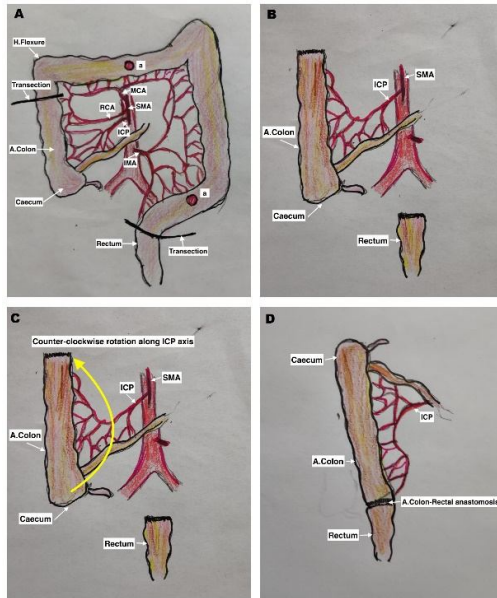 A
H.Flexure
a
Transection
MCA
RCA
SMA
ICP
A.Colon
IMA
Caecum
a
Rectum
Transection
B
SMA
ICP
A.Colon
Caecum
Rectum
C
Counter-clockwise rotation along ICP axis
SMA
ICP
A.Colon
Caecum
Rectum
D
Caecum
ICP
A.Colon
A.Colon-Rectal anastomosis
Rectum